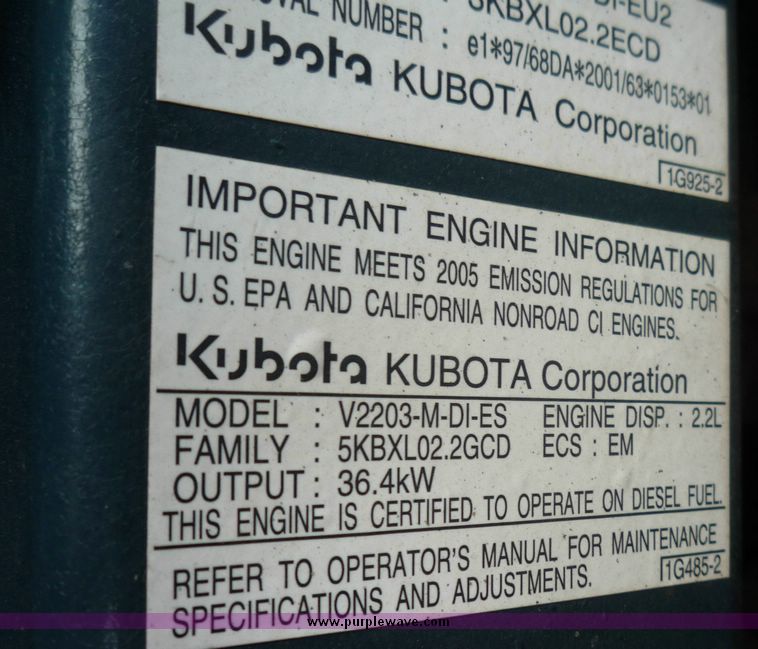 DI-EU2
5KBXL02.2ECD
NUMBER : e1*97/68DA*2001/63*0153*01
Kubota KUBOTA Corporation
1G925-2
IMPORTANT ENGINE INFORMATION
THIS ENGINE MEETS 2005 EMISSION REGULATIONS FOR
U.S. EPA AND CALIFORNIA NONROAD CI ENGINES.
Kubota KUBOTA Corporation
MODEL : V2203-M-DI-ES ENGINE DISP. : 2.2L
FAMILY : 5KBXL02.2GCD ECS : EM
OUTPUT : 36.4kW
THIS ENGINE IS CERTIFIED TO OPERATE ON DIESEL FUEL.
REFER TO OPERATOR'S MANUAL FOR MAINTENANCE
SPECIFICATIONS AND ADJUSTMENTS.
1G485-2
www.purplewave.com